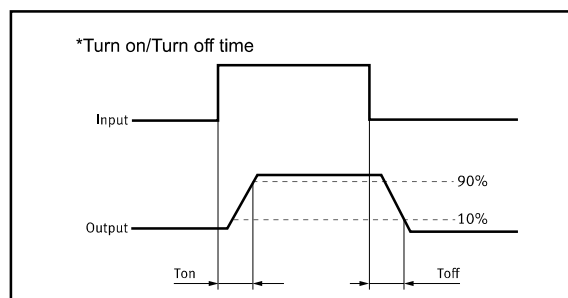 *Turn on/Turn off time
Input
90%
10%
Output
Ton
Toff